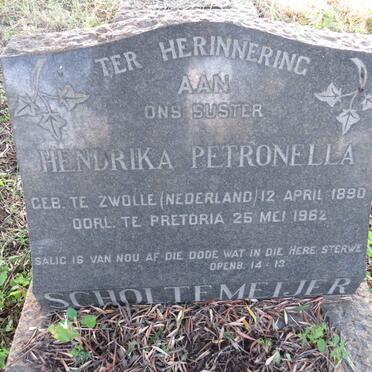 TER HERINNERING
AAN
ONS SUSTER
HENDRIKA PETRONELLA
GEB. TE ZWOLLE (NEDERLAND) 12 APRIL 1890
OORL. TE PRETORIA 25 MEI 1962
SALIG IS VAN NOU AF DIE DODE WAT IN DIE HERE STERWE
OPENB. 14-13
SCHOLTEMEIJER